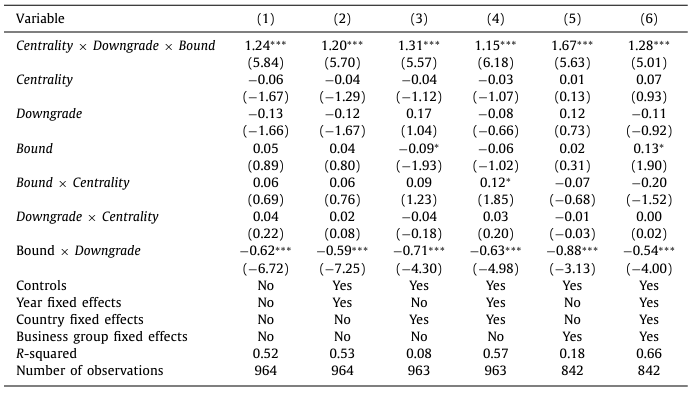 Variable (1) (2) (3) (4) (5) (6)
Centrality × Downgrade × Bound 1.24*** 1.20*** 1.31*** 1.15*** 1.67*** 1.28***
(5.84) (5.70) (5.57) (6.18) (5.63) (5.01)
Centrality −0.06 −0.04 −0.04 −0.03 0.01 0.07
(−1.67) (−1.29) (−1.12) (−1.07) (0.13) (0.93)
Downgrade −0.13 −0.12 0.17 −0.08 0.12 −0.11
(−1.66) (−1.67) (1.04) (−0.66) (0.73) (−0.92)
Bound 0.05 0.04 −0.09* −0.06 0.02 0.13*
(0.89) (0.80) (−1.93) (−1.02) (0.31) (1.90)
Bound × Centrality 0.06 0.06 0.09 0.12* −0.07 −0.20
(0.69) (0.76) (1.23) (1.85) (−0.68) (−1.52)
Downgrade × Centrality 0.04 0.02 −0.04 0.03 −0.01 0.00
(0.22) (0.08) (−0.18) (0.20) (−0.03) (0.02)
Bound × Downgrade −0.62*** −0.59*** −0.71*** −0.63*** −0.88*** −0.54***
(−6.72) (−7.25) (−4.30) (−4.98) (−3.13) (−4.00)
Controls No Yes Yes Yes Yes Yes
Year fixed effects No Yes No Yes No Yes
Country fixed effects No No Yes Yes No Yes
Business group fixed effects No No No No Yes Yes
R-squared 0.52 0.53 0.08 0.57 0.18 0.66
Number of observations 964 964 963 963 842 842